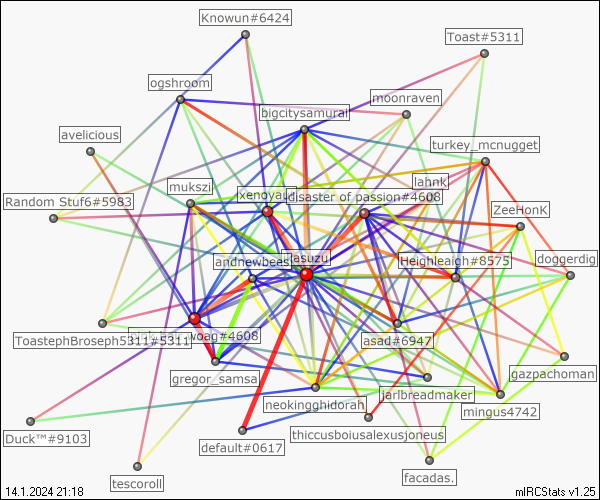 Knowun#6424
Toast#5311
ogshroom
moonraven
bigcitysamurai
avelicious
turkey_mcnugget
lahnk
mukszi
xenoyati
disaster of passion#4608
Random Stuf6#5983
ZeeHonK
andnewbeas
asuzu
Heighleaigh#8575
doggerdig
ToastephBroseph5311#5311
woag#4608
asad#6947
gazpachoman
gregor_samsa
jarlbreadmaker
neokingghidorah
mingus4742
Duck™#9103
default#0617
thiccusboiusalexusjoneus
tescoroll
facadas.
14.1.2024 21:18
mIRCStats v1.25